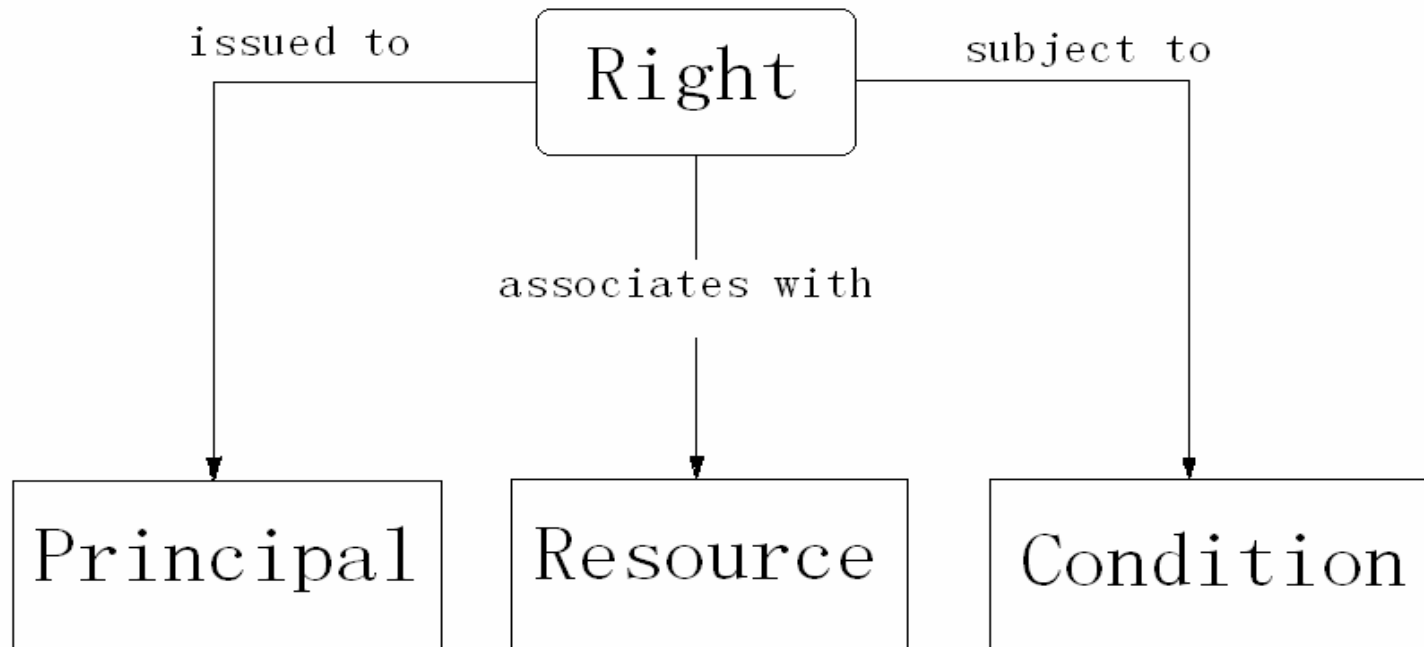 issued to
Right
subject to
associates with
Principal
Resource
Condition